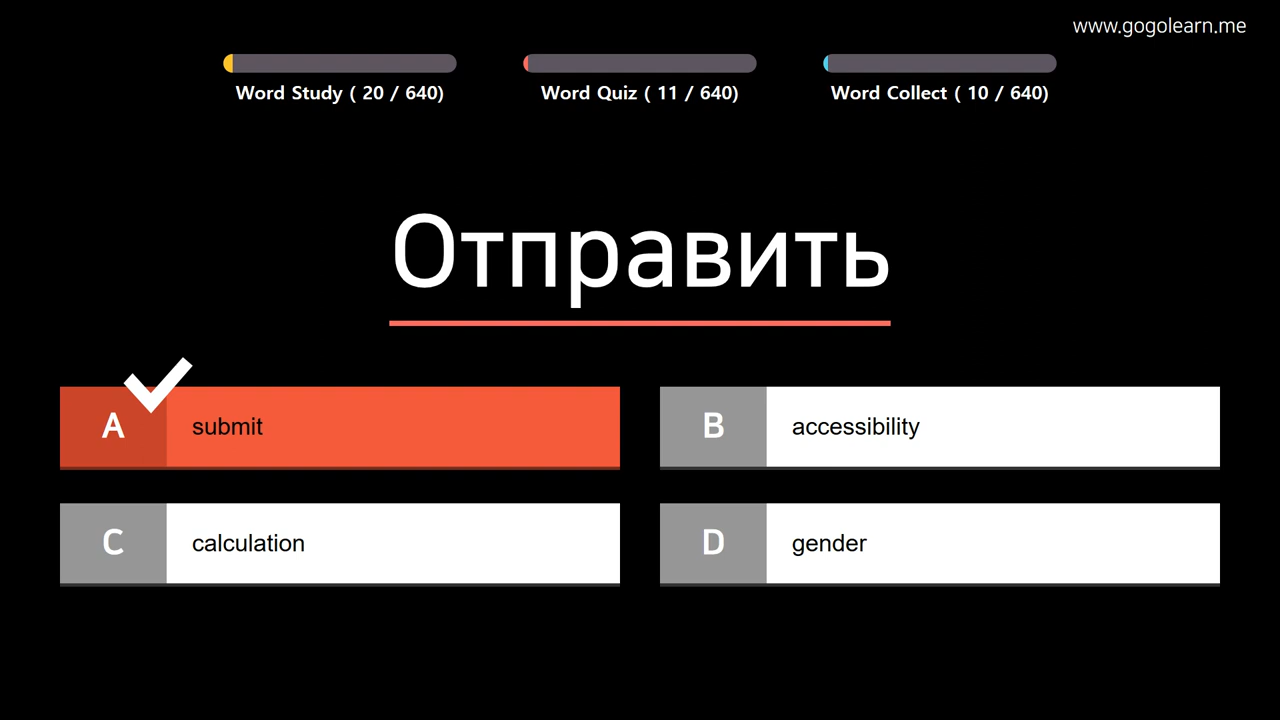 www.gogolearn.me
Word Study ( 20 / 640)
Word Quiz ( 11 / 640)
Word Collect ( 10 / 640)
Отправить
A submit
B accessibility
C calculation
D gender